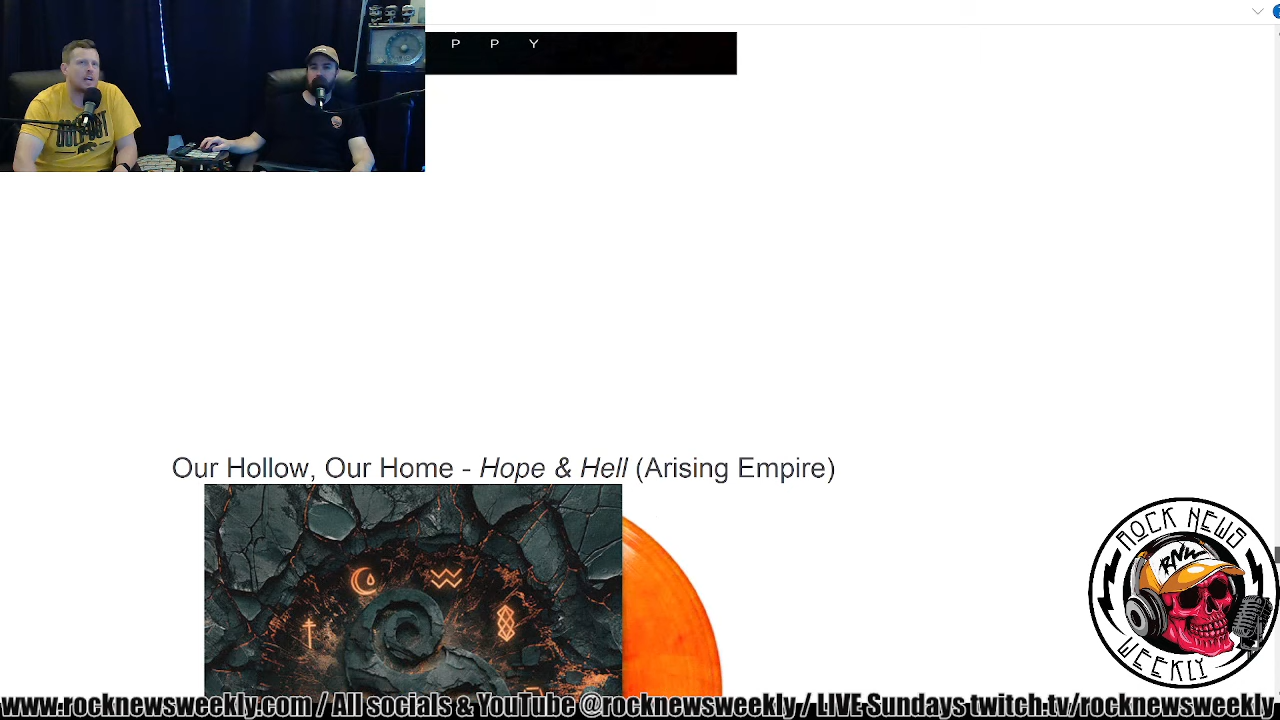 P P Y
Our Hollow, Our Home - Hope & Hell (Arising Empire)
ROCK NEWS
RNW
WEEKLY
www.rocknewsweekly.com / All socials & YouTube @rocknewsweekly / LIVE Sundays twitch.tv/rocknewsweekly